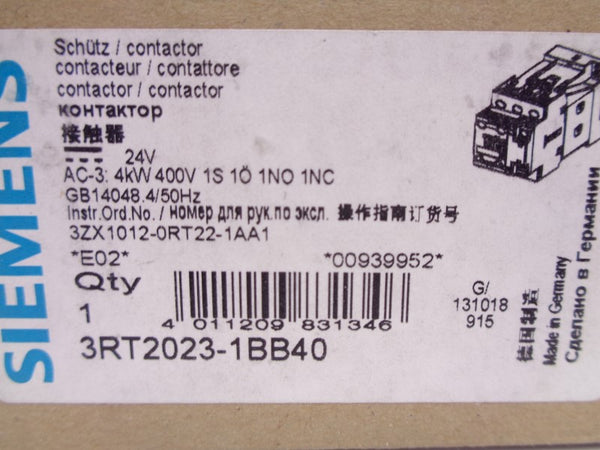 SIEMENS
Schütz / contactor
contacteur / contattore
contactor / contactor
контактор
接触器
24V
AC-3: 4kW 400V 1S 1Ö 1NO 1NC
GB14048.4/50Hz
Instr.Ord.No. / номер для рук.по эксл. 操作指南订货号
3ZX1012-0RT22-1AA1
*E02* *00939952*
Qty
1
4 011209 831346
3RT2023-1BB40
G/
131018
915
德国制造
Made in Germany
Сделано в Германии